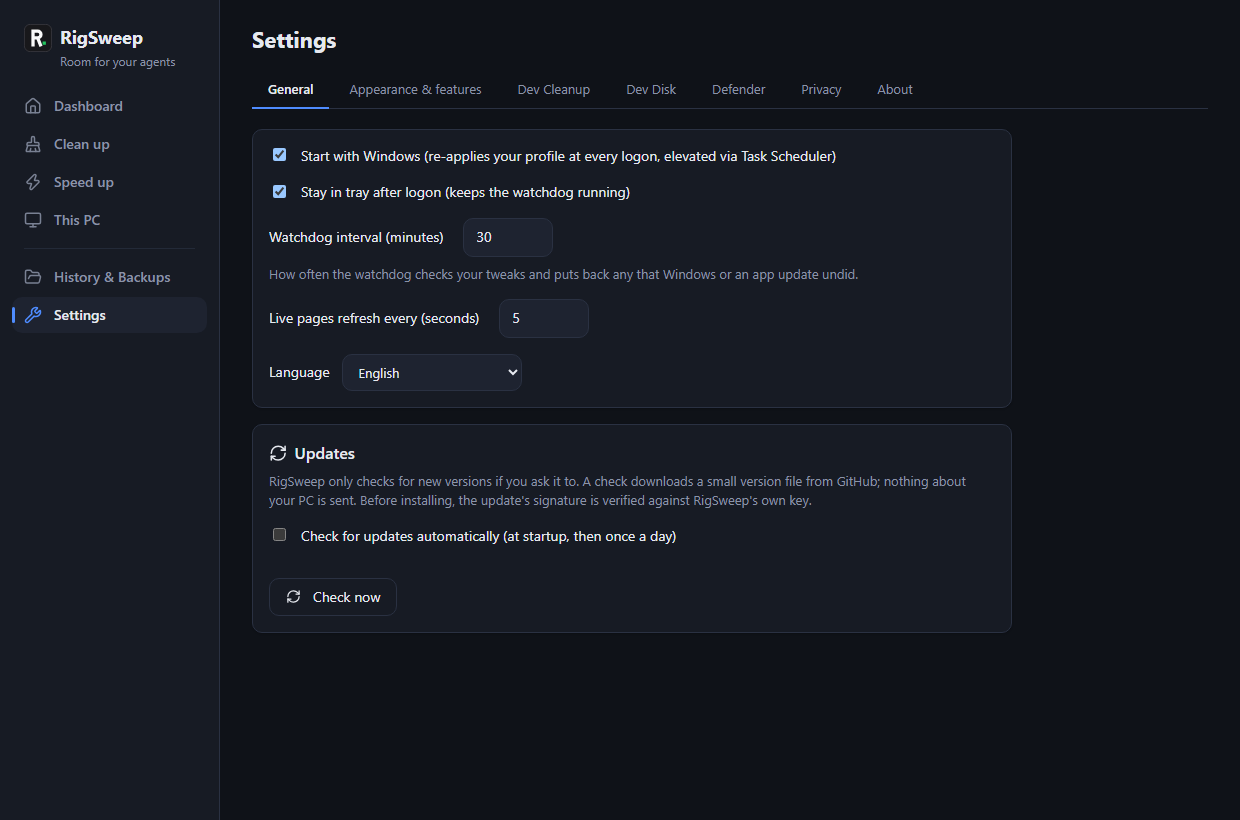 R.
RigSweep
Room for your agents
Dashboard
Clean up
Speed up
This PC
History & Backups
Settings
Settings
General
Appearance & features
Dev Cleanup
Dev Disk
Defender
Privacy
About
Start with Windows (re-applies your profile at every logon, elevated via Task Scheduler)
Stay in tray after logon (keeps the watchdog running)
Watchdog interval (minutes) 30
How often the watchdog checks your tweaks and puts back any that Windows or an app update undid.
Live pages refresh every (seconds) 5
Language English
Updates
RigSweep only checks for new versions if you ask it to. A check downloads a small version file from GitHub; nothing about
your PC is sent. Before installing, the update's signature is verified against RigSweep's own key.
Check for updates automatically (at startup, then once a day)
Check now